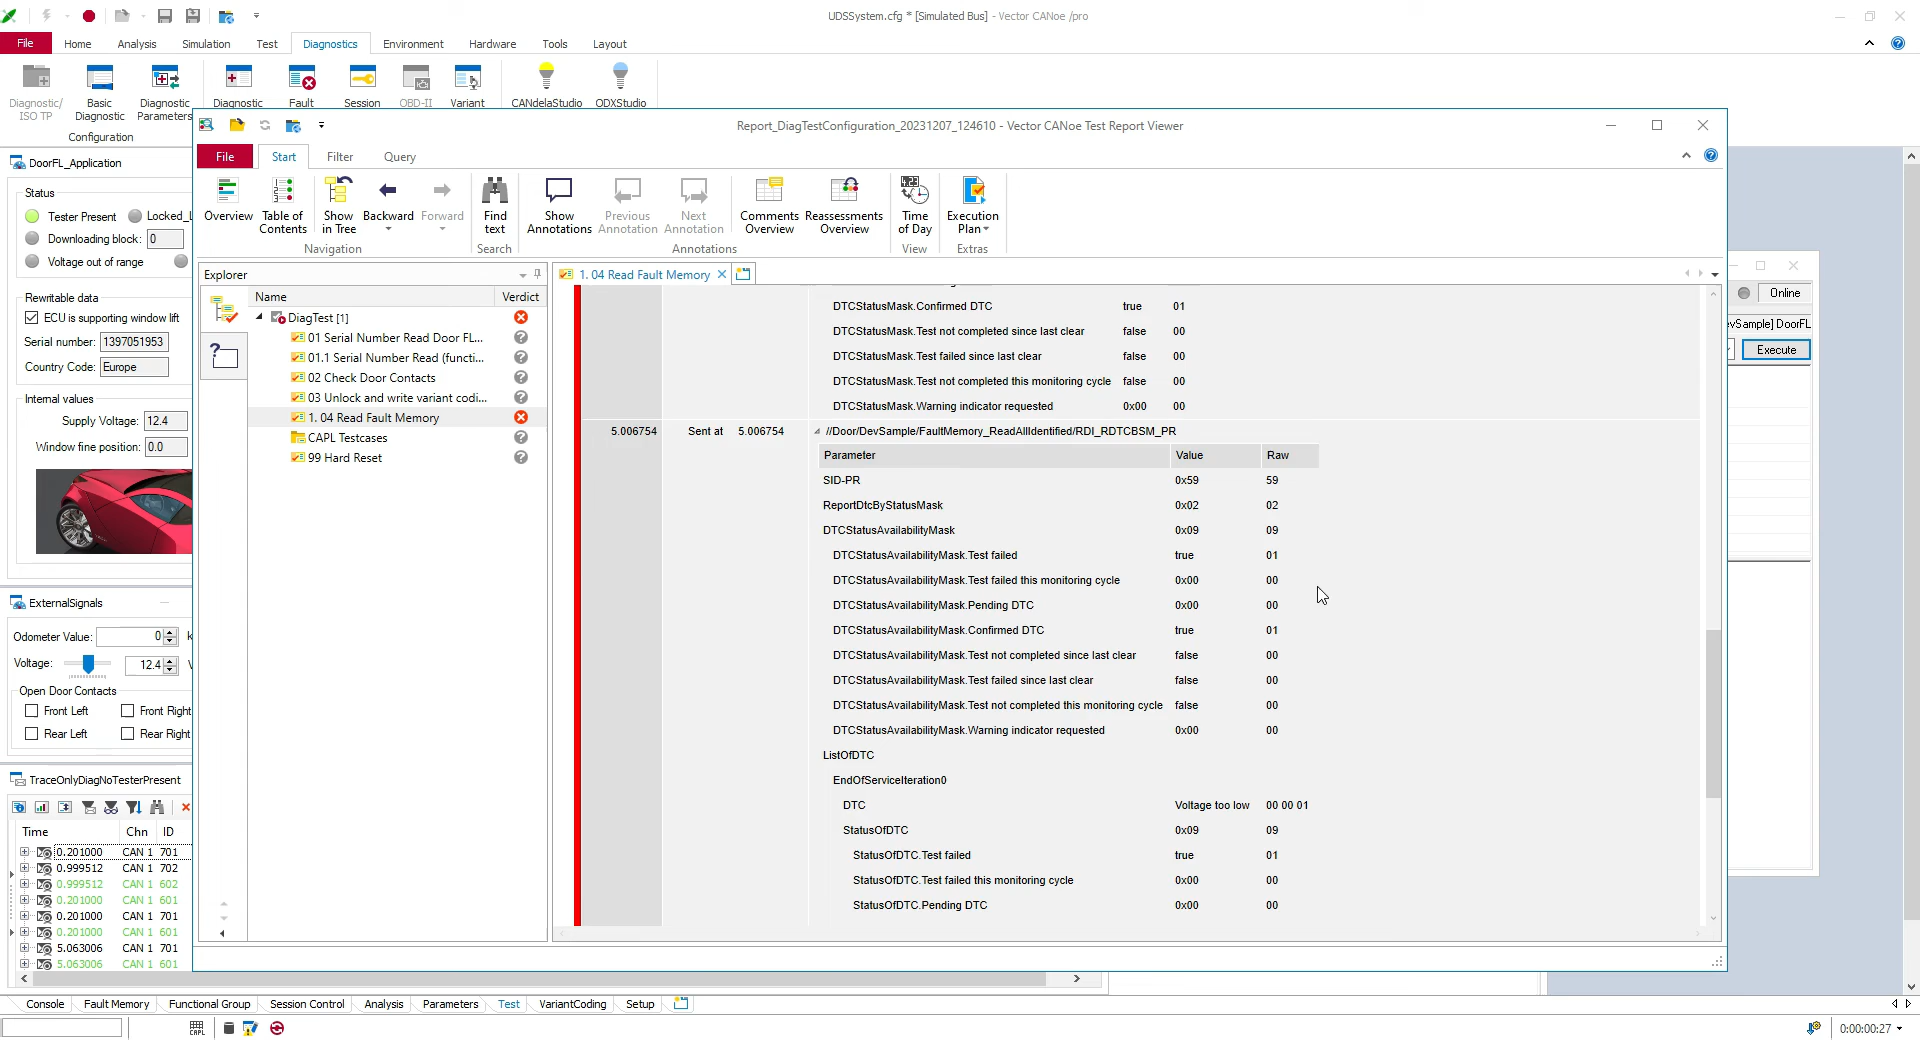 UDSSystem.cfg * [Simulated Bus] - Vector CANoe /pro
File Home Analysis Simulation Test Diagnostics Environment Hardware Tools Layout
Diagnostic/ ISO TP
Basic Diagnostic
Diagnostic Parameters
Diagnostic
Fault
Session
OBD-II
Variant
CANdelaStudio
ODXStudio
Configuration
DoorFL_Application
Status
Tester Present Locked_L
Downloading block: 0
Voltage out of range
Rewritable data
ECU is supporting window lift
Serial number: 1397051953
Country Code: Europe
Internal values
Supply Voltage: 12.4
Window fine position: 0.0
ExternalSignals
Odometer Value: 0 k
Voltage: 12.4 V
Open Door Contacts
Front Left Front Right
Rear Left Rear Right
TraceOnlyDiagNoTesterPresent
Time Chn ID
0.201000 CAN 1 701
0.999512 CAN 1 702
0.999512 CAN 1 602
0.201000 CAN 1 601
0.201000 CAN 1 701
0.201000 CAN 1 601
5.063006 CAN 1 701
5.063006 CAN 1 601
Report_DiagTestConfiguration_20231207_124610 - Vector CANoe Test Report Viewer
File Start Filter Query
Overview
Table of Contents
Show in Tree
Backward
Forward
Find text
Show Annotations
Previous Annotation
Next Annotation
Comments Overview
Reassessments Overview
4:23
Time of Day
Execution Plan
Navigation Search Annotations View Extras
Explorer
Name Verdict
DiagTest [1]
01 Serial Number Read Door FL...
01.1 Serial Number Read (functi...
02 Check Door Contacts
03 Unlock and write variant codi...
1. 04 Read Fault Memory
CAPL Testcases
99 Hard Reset
1. 04 Read Fault Memory
DTCStatusMask.Confirmed DTC true 01
DTCStatusMask.Test not completed since last clear false 00
DTCStatusMask.Test failed since last clear false 00
DTCStatusMask.Test not completed this monitoring cycle false 00
DTCStatusMask.Warning indicator requested 0x00 00
5.006754 Sent at 5.006754 //Door/DevSample/FaultMemory_ReadAllIdentified/RDI_RDTCBSM_PR
Parameter Value Raw
SID-PR 0x59 59
ReportDtcByStatusMask 0x02 02
DTCStatusAvailabilityMask 0x09 09
DTCStatusAvailabilityMask.Test failed true 01
DTCStatusAvailabilityMask.Test failed this monitoring cycle 0x00 00
DTCStatusAvailabilityMask.Pending DTC 0x00 00
DTCStatusAvailabilityMask.Confirmed DTC true 01
DTCStatusAvailabilityMask.Test not completed since last clear false 00
DTCStatusAvailabilityMask.Test failed since last clear false 00
DTCStatusAvailabilityMask.Test not completed this monitoring cycle false 00
DTCStatusAvailabilityMask.Warning indicator requested 0x00 00
ListOfDTC
EndOfServiceIteration0
DTC Voltage too low 00 00 01
StatusOfDTC 0x09 09
StatusOfDTC.Test failed true 01
StatusOfDTC.Test failed this monitoring cycle 0x00 00
StatusOfDTC.Pending DTC 0x00 00
Online
vSample] DoorFL
Execute
Console Fault Memory Functional Group Session Control Analysis Parameters Test VariantCoding Setup
CAPL
0:00:00:27